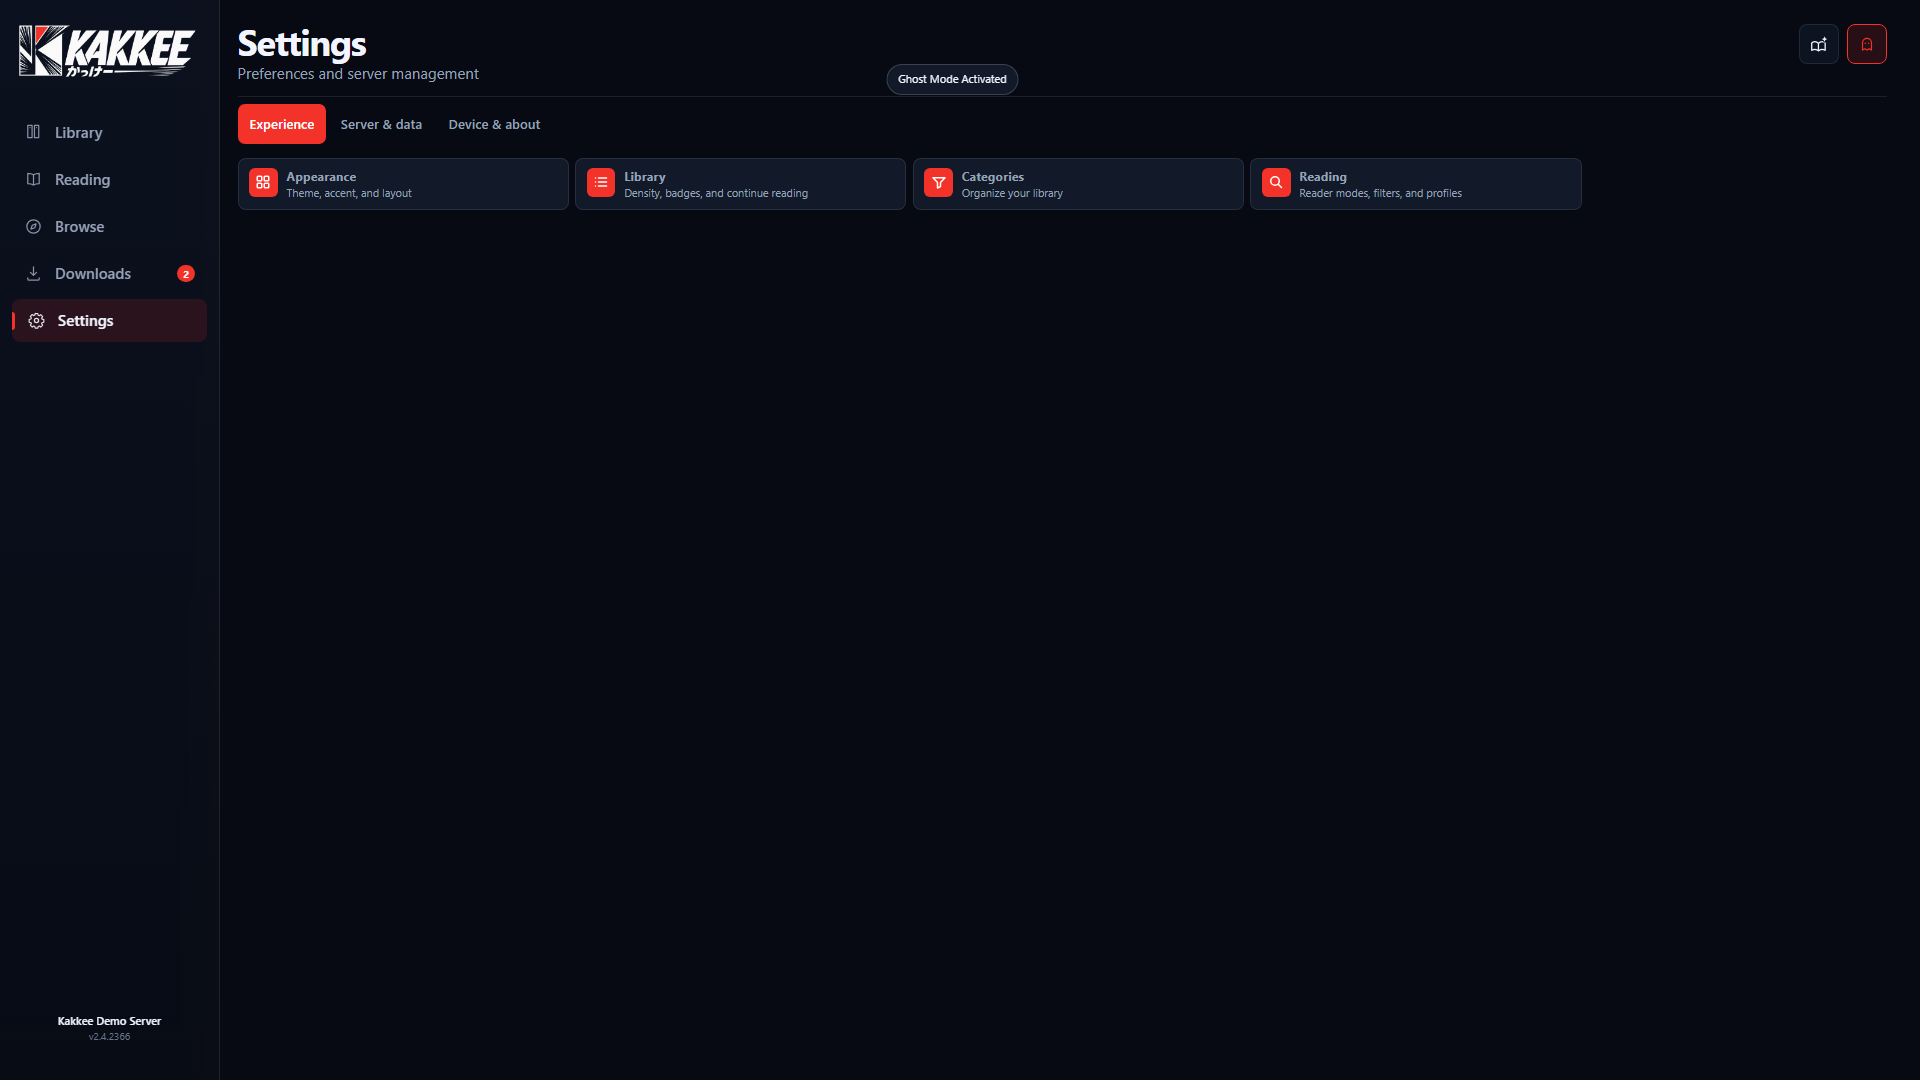 KAKKEE
かっけー
Library
Reading
Browse
Downloads
2
Settings
Kakkee Demo Server
v2.4.2366
Settings
Preferences and server management
Ghost Mode Activated
Experience
Server & data
Device & about
Appearance
Theme, accent, and layout
Library
Density, badges, and continue reading
Categories
Organize your library
Reading
Reader modes, filters, and profiles